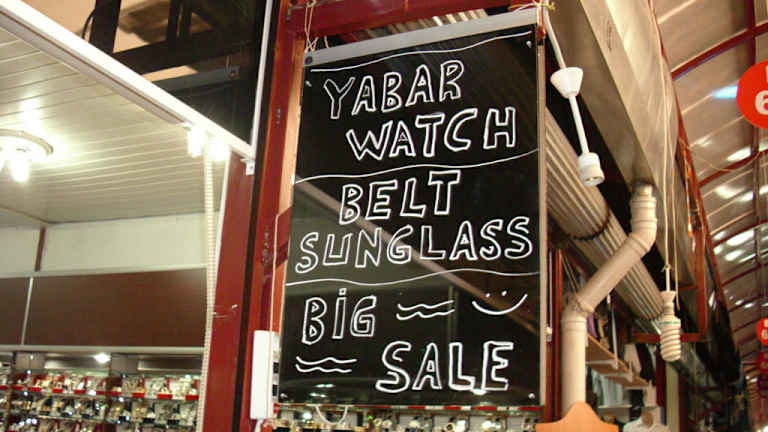 YABAR
WATCH
BELT
SUNGLASS
BiG
SALE